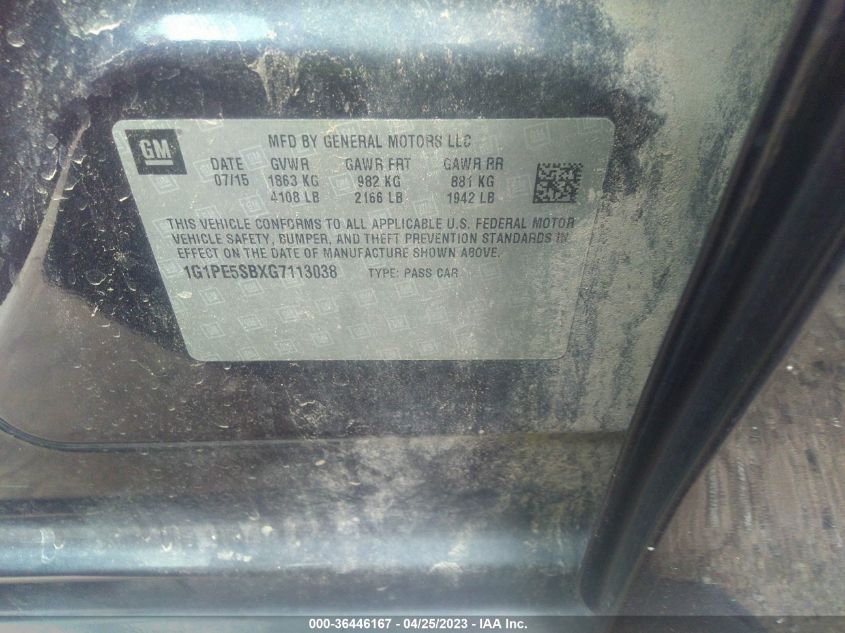 GM
MFD BY GENERAL MOTORS LLC
DATE GVWR GAWR FRT GAWR RR
07/15 1863 KG 982 KG 881 KG
4108 LB 2166 LB 1942 LB
THIS VEHICLE CONFORMS TO ALL APPLICABLE U.S. FEDERAL MOTOR
VEHICLE SAFETY, BUMPER, AND THEFT PREVENTION STANDARDS IN
EFFECT ON THE DATE OF MANUFACTURE SHOWN ABOVE.
1G1PE5SBXG7113038 TYPE: PASS CAR
000-36446167 - 04/25/2023 - IAA Inc.